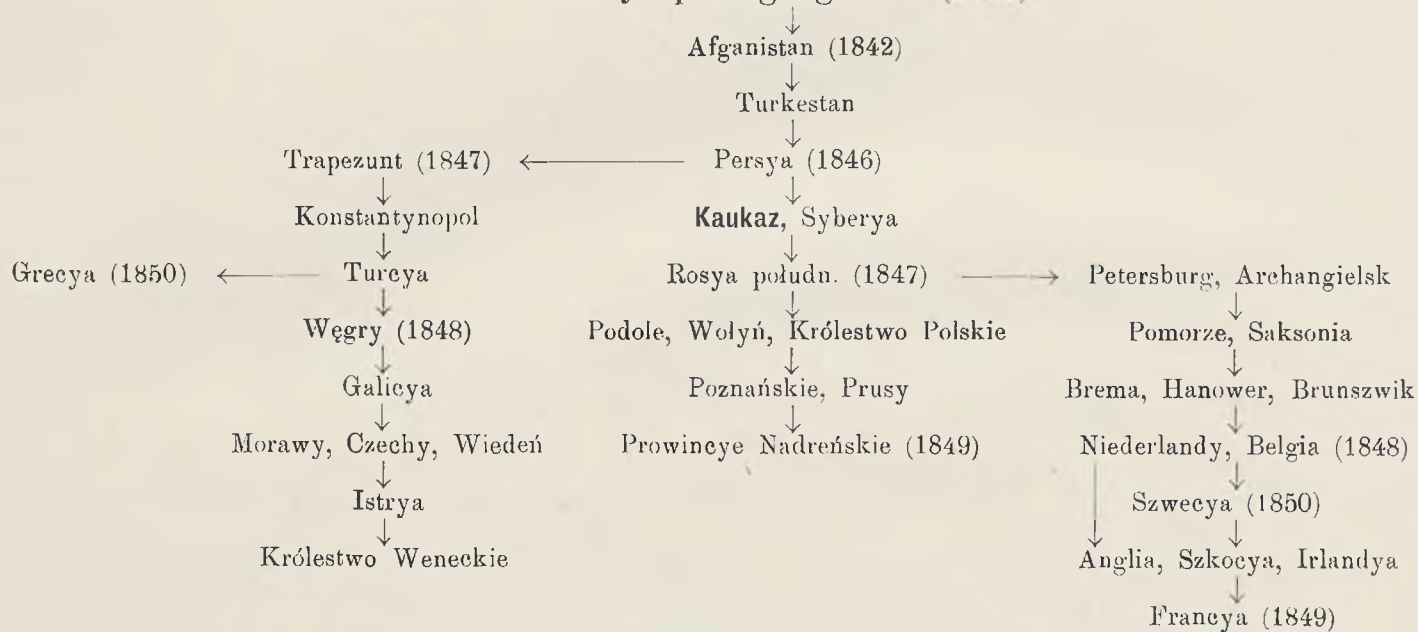 Afganistan (1842)
Turkestan
Trapezunt (1847) ← Persya (1846)
Konstantynopol Kaukaz, Syberya
Grecya (1850) ← Turcya Rosya połudn. (1847) → Petersburg, Archangielsk
Węgry (1848) Podole, Wołyń, Królestwo Polskie Pomorze, Saksonia
Galicya Poznańskie, Prusy Brema, Hanower, Brunszwik
Morawy, Czechy, Wiedeń Prowincye Nadreńskie (1849) Niederlandy, Belgia (1848)
Istrya Szwecya (1850)
Królestwo Weneckie Anglia, Szkocya, Irlandya
Francya (1849)